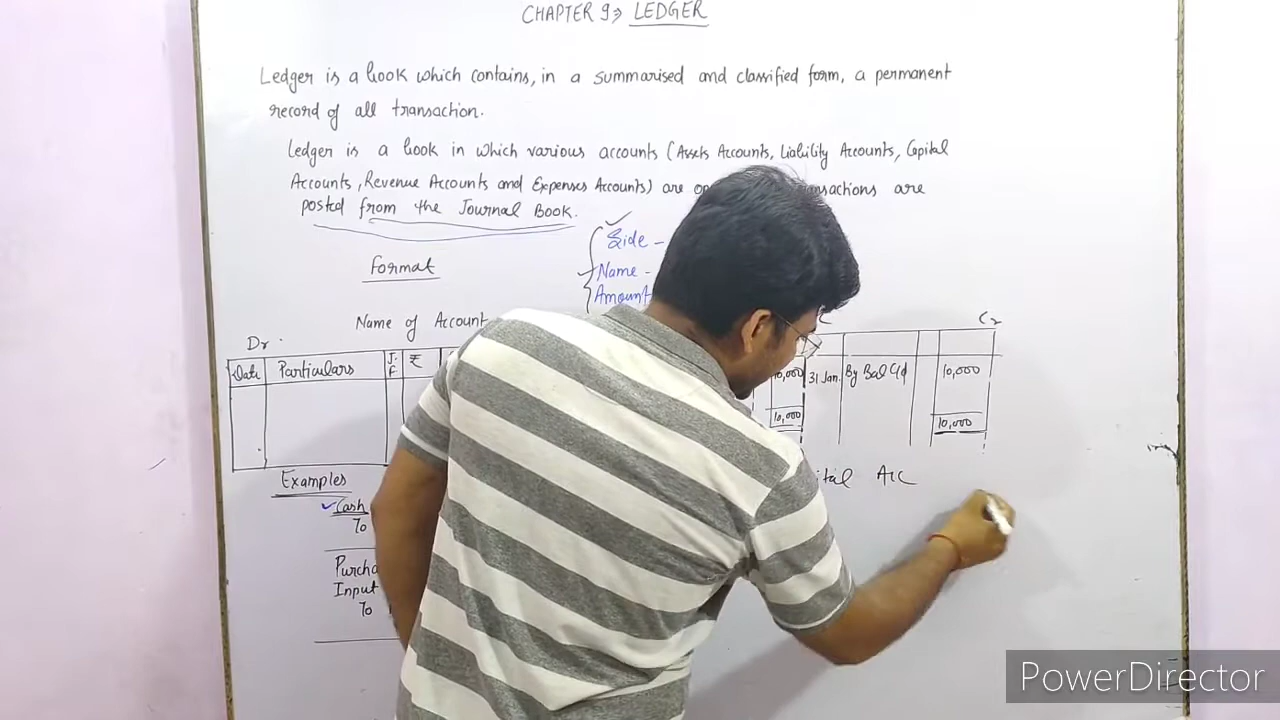 CHAPTER 9⇒ LEDGER
Ledger is a book which contains, in a summarised and classified form, a permanent
record of all transaction.
Ledger is a book in which various accounts (Assets Accounts, Liability Accounts, Capital
Accounts, Revenue Accounts and Expenses Accounts) are are
posted from the Journal Book.
Side -
Name -
Amount
Format
Name of Account
Dr.
Cr
Date Particulars J.F ₹
10,000 31 Jan. By Bal C/d 10,000
10,000 10,000
Examples
A/C
Cash
To
Purcha
Input
To
PowerDirector